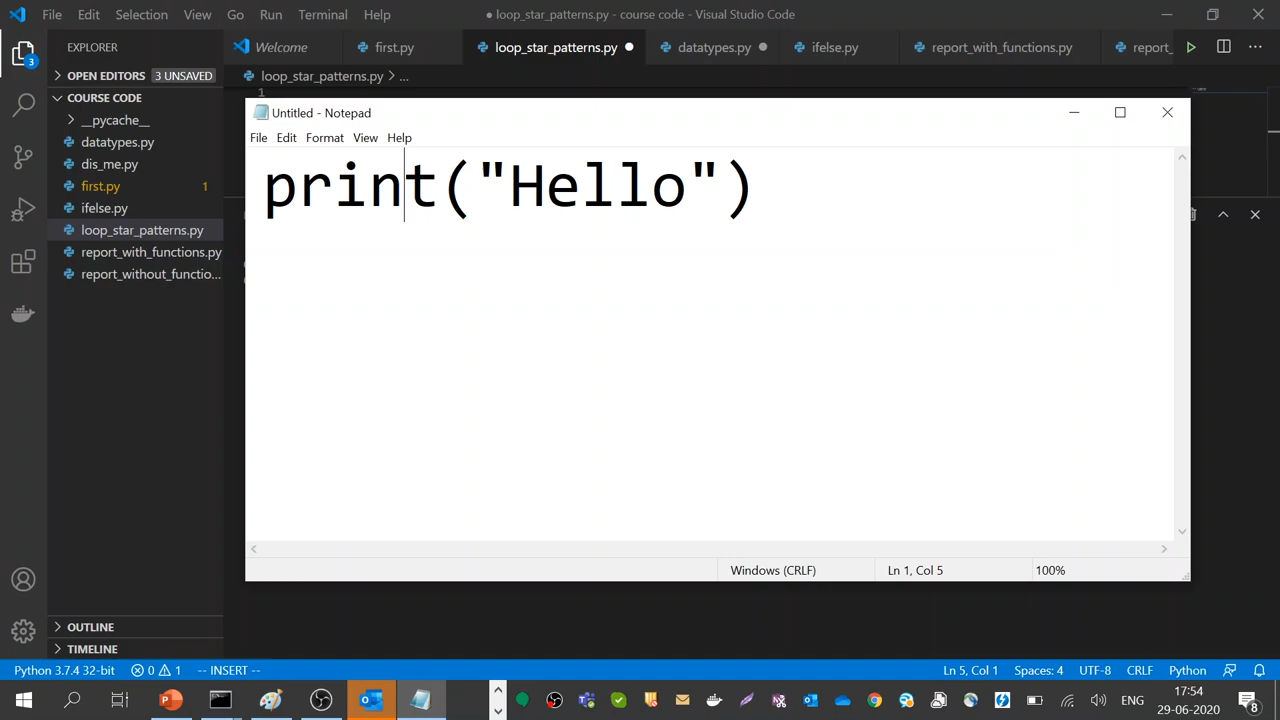 File Edit Selection View Go Run Terminal Help ● loop_star_patterns.py - course code - Visual Studio Code
EXPLORER
Welcome first.py loop_star_patterns.py datatypes.py ifelse.py report_with_functions.py report_
OPEN EDITORS 3 UNSAVED
loop_star_patterns.py > ...
1
COURSE CODE
__pycache__
datatypes.py
dis_me.py
first.py 1
ifelse.py
loop_star_patterns.py
report_with_functions.py
report_without_functio...
3
Untitled - Notepad
File Edit Format View Help
print("Hello")
Windows (CRLF) Ln 1, Col 5 100%
OUTLINE
TIMELINE
Python 3.7.4 32-bit 0 1 -- INSERT -- Ln 5, Col 1 Spaces: 4 UTF-8 CRLF Python
ENG 17:54
29-06-2020 8